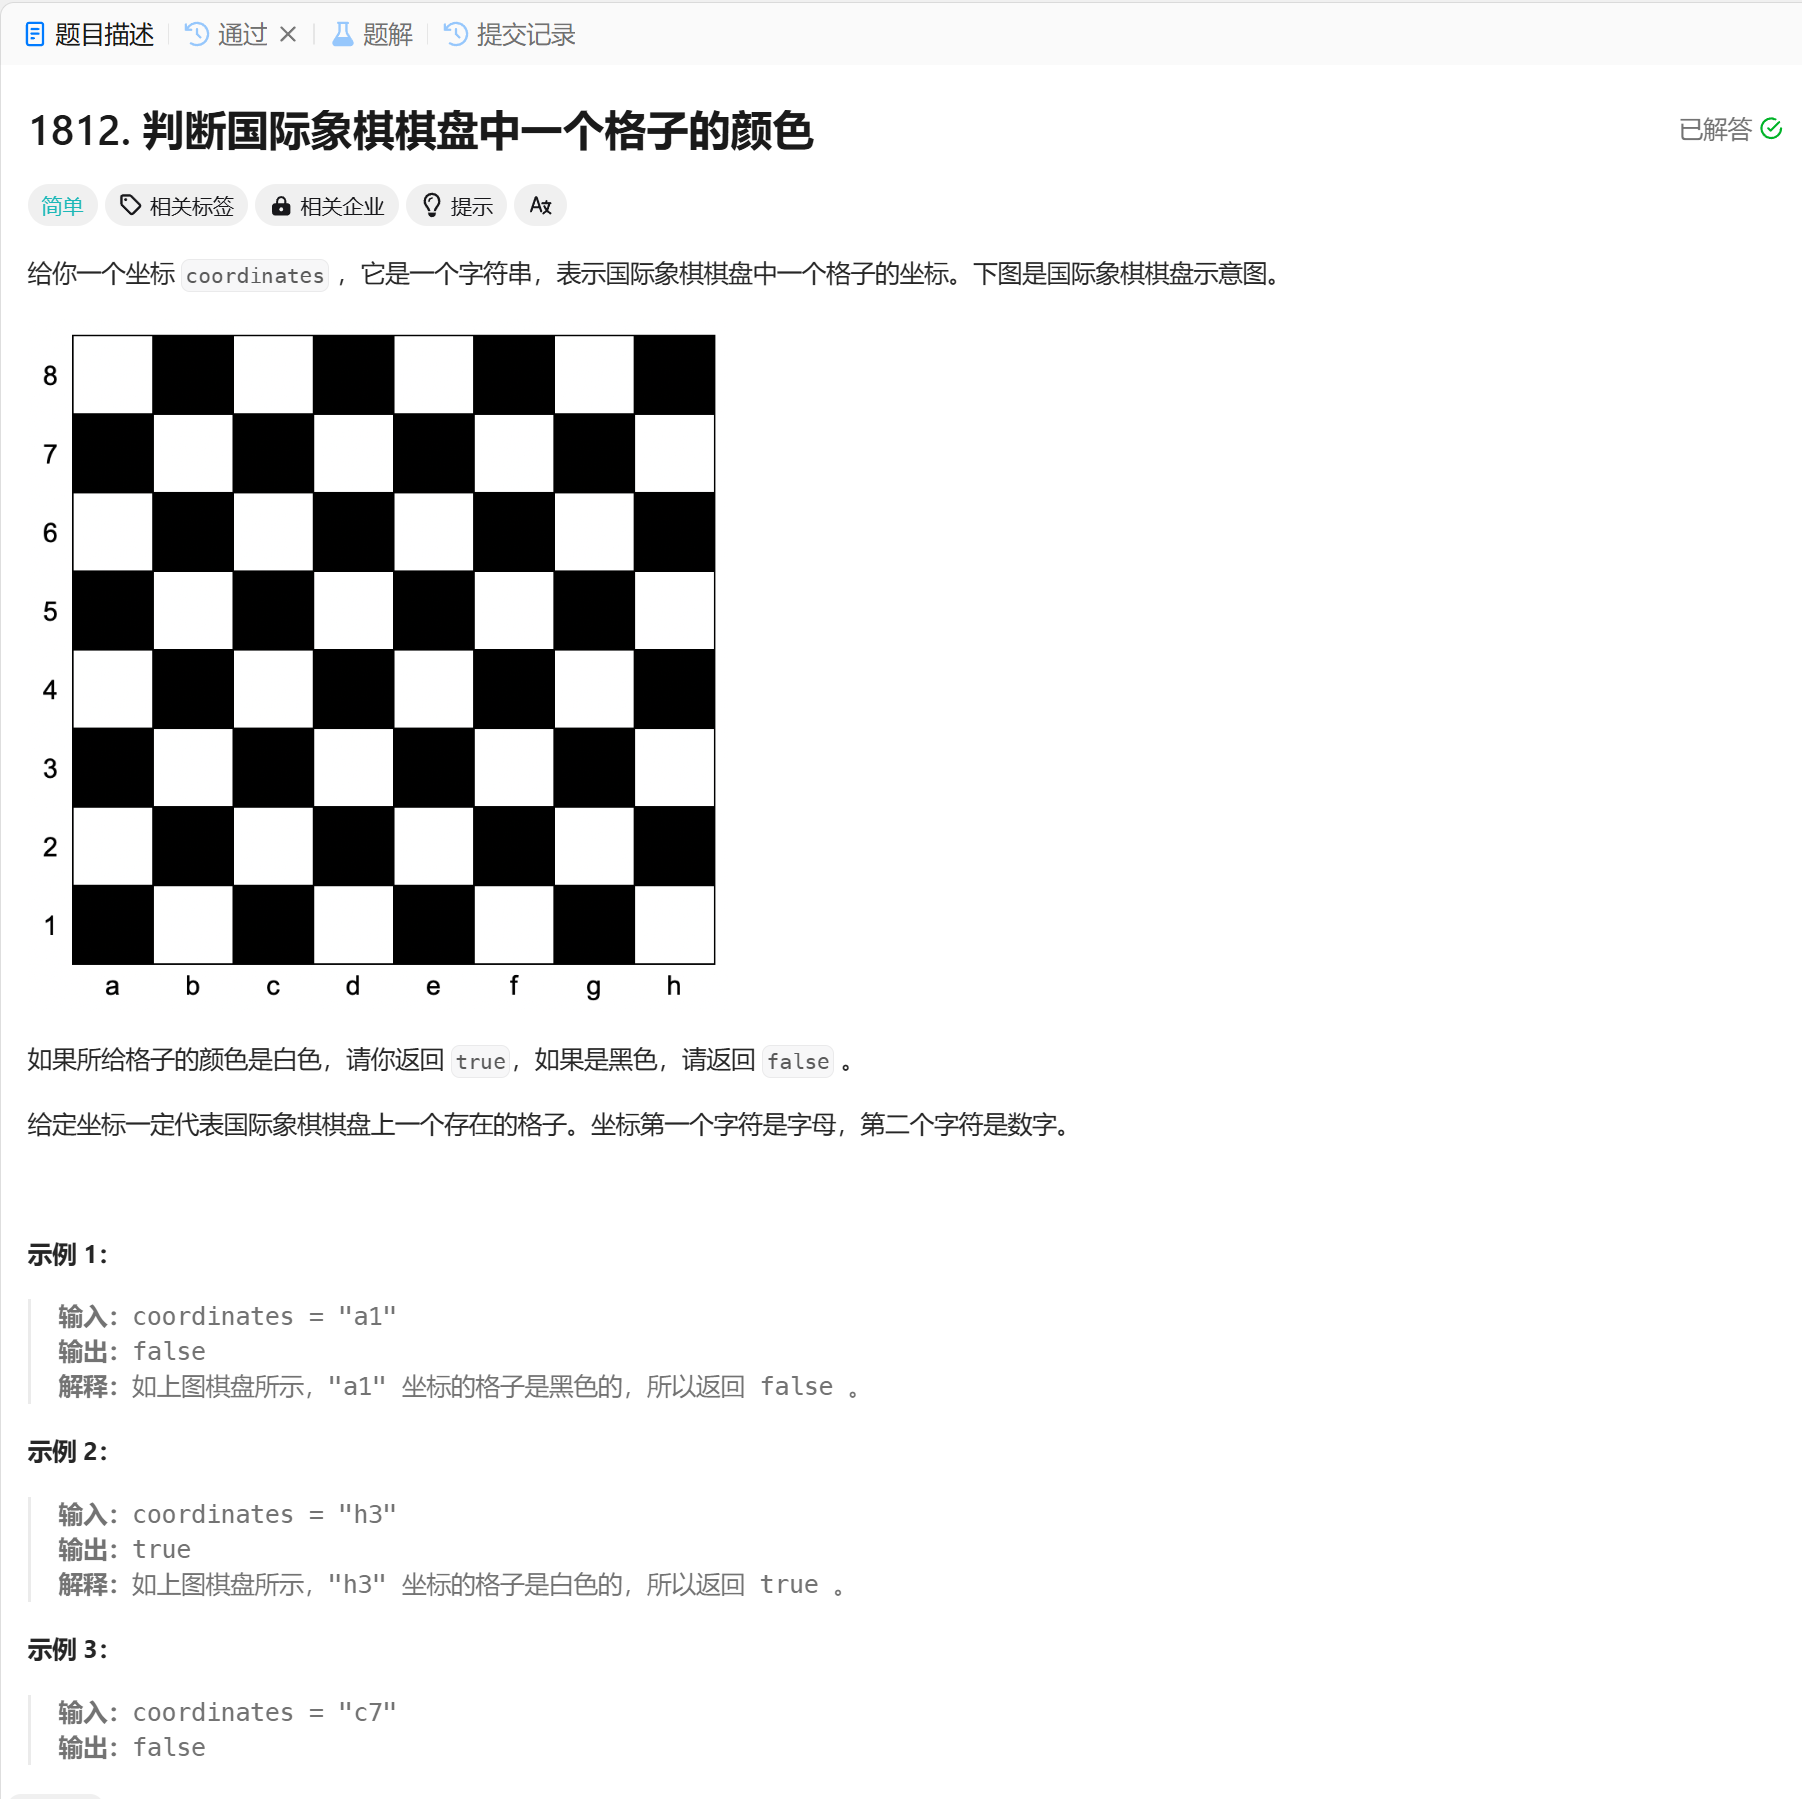 题目描述 通过 题解 提交记录
1812. 判断国际象棋棋盘中一个格子的颜色
已解答
简单 相关标签 相关企业 提示 Ax
给你一个坐标 coordinates ，它是一个字符串，表示国际象棋棋盘中一个格子的坐标。下图是国际象棋棋盘示意图。
8
7
6
5
4
3
2
1
a b c d e f g h
如果所给格子的颜色是白色，请你返回 true，如果是黑色，请返回 false 。
给定坐标一定代表国际象棋棋盘上一个存在的格子。坐标第一个字符是字母，第二个字符是数字。
示例 1：
输入：coordinates = "a1"
输出：false
解释：如上图棋盘所示，"a1" 坐标的格子是黑色的，所以返回 false 。
示例 2：
输入：coordinates = "h3"
输出：true
解释：如上图棋盘所示，"h3" 坐标的格子是白色的，所以返回 true 。
示例 3：
输入：coordinates = "c7"
输出：false